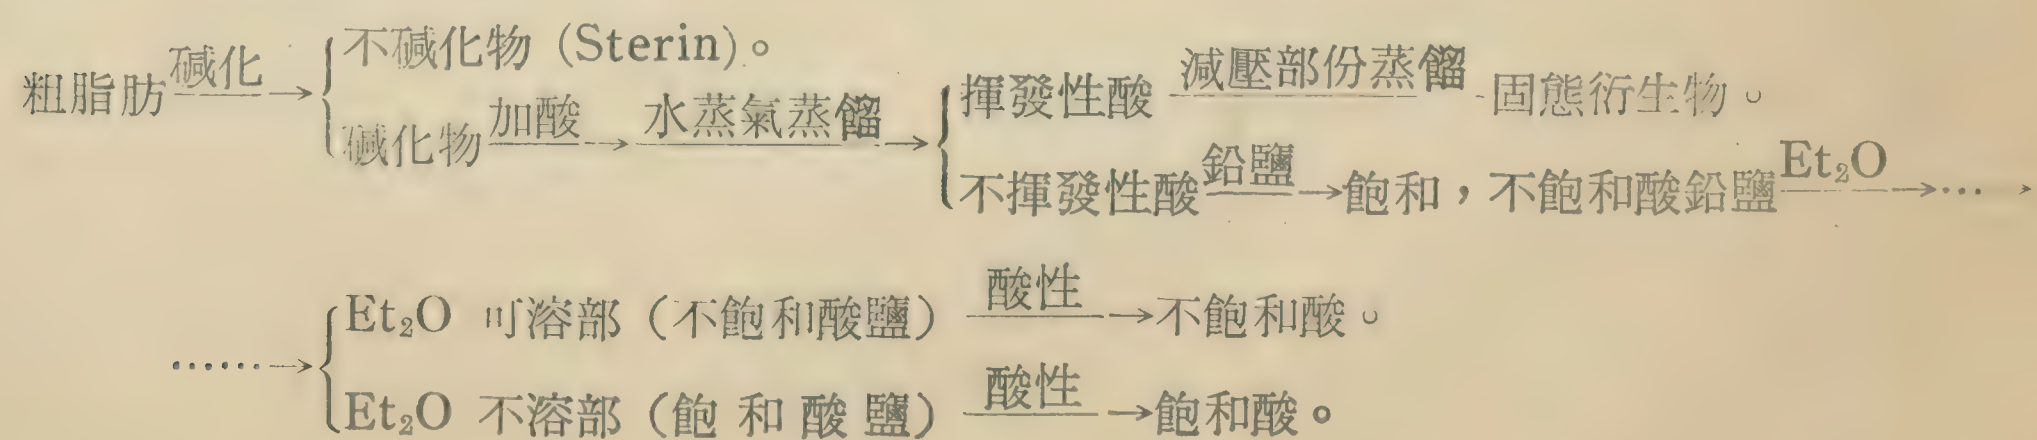 粗脂肪 碱化 → { 不碱化物 (Sterin)。
碱化物 加酸 → 水蒸氣蒸餾 → { 揮發性酸 減壓部份蒸餾 固態衍生物。
不揮發性酸 鉛鹽 → 飽和，不飽和酸鉛鹽 Et₂O →… →
……→ { Et₂O 可溶部（不飽和酸鹽） 酸性 → 不飽和酸。
Et₂O 不溶部（飽和酸鹽） 酸性 → 飽和酸。